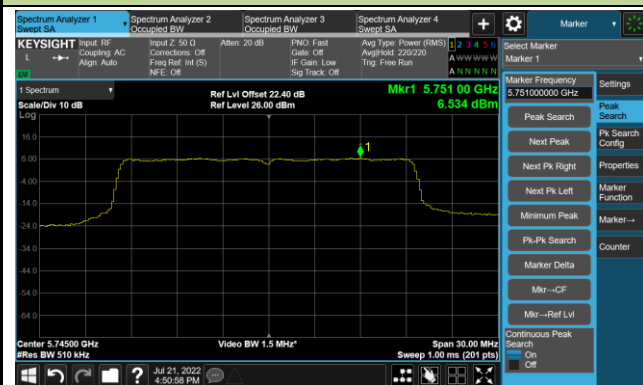 Spectrum Analyzer 1
Swept SA
Spectrum Analyzer 2
Occupied BW
Spectrum Analyzer 3
Occupied BW
Spectrum Analyzer 4
Swept SA
Marker
KEYSIGHT
L
LXI
Input: RF
Coupling: AC
Align: Auto
Input Z: 50 Ω
Corrections: Off
Freq Ref: Int (S)
NFE: Off
Atten: 20 dB
PNO: Fast
Gate: Off
IF Gain: Low
Sig Track: Off
Avg Type: Power (RMS)
Avg|Hold: 220/220
Trig: Free Run
1 2 3 4 5 6
A W W W W W
A N N N N N
Select Marker
Marker 1
1 Spectrum
Scale/Div 10 dB
Log
Ref Lvl Offset 22.40 dB
Ref Level 26.00 dBm
Mkr1 5.751 00 GHz
6.534 dBm
1
16.0
6.00
-4.00
-14.0
-24.0
-34.0
-44.0
-54.0
-64.0
Center 5.74500 GHz
#Res BW 510 kHz
Video BW 1.5 MHz*
Span 30.00 MHz
Sweep 1.00 ms (201 pts)
Marker Frequency
5.751000000 GHz
Peak Search
Next Peak
Next Pk Right
Next Pk Left
Minimum Peak
Pk-Pk Search
Marker Delta
Mkr→CF
Mkr→Ref Lvl
Continuous Peak
Search
On
Off
Settings
Peak
Search
Pk Search
Config
Properties
Marker
Function
Marker→
Counter
?
Jul 21, 2022
4:50:58 PM